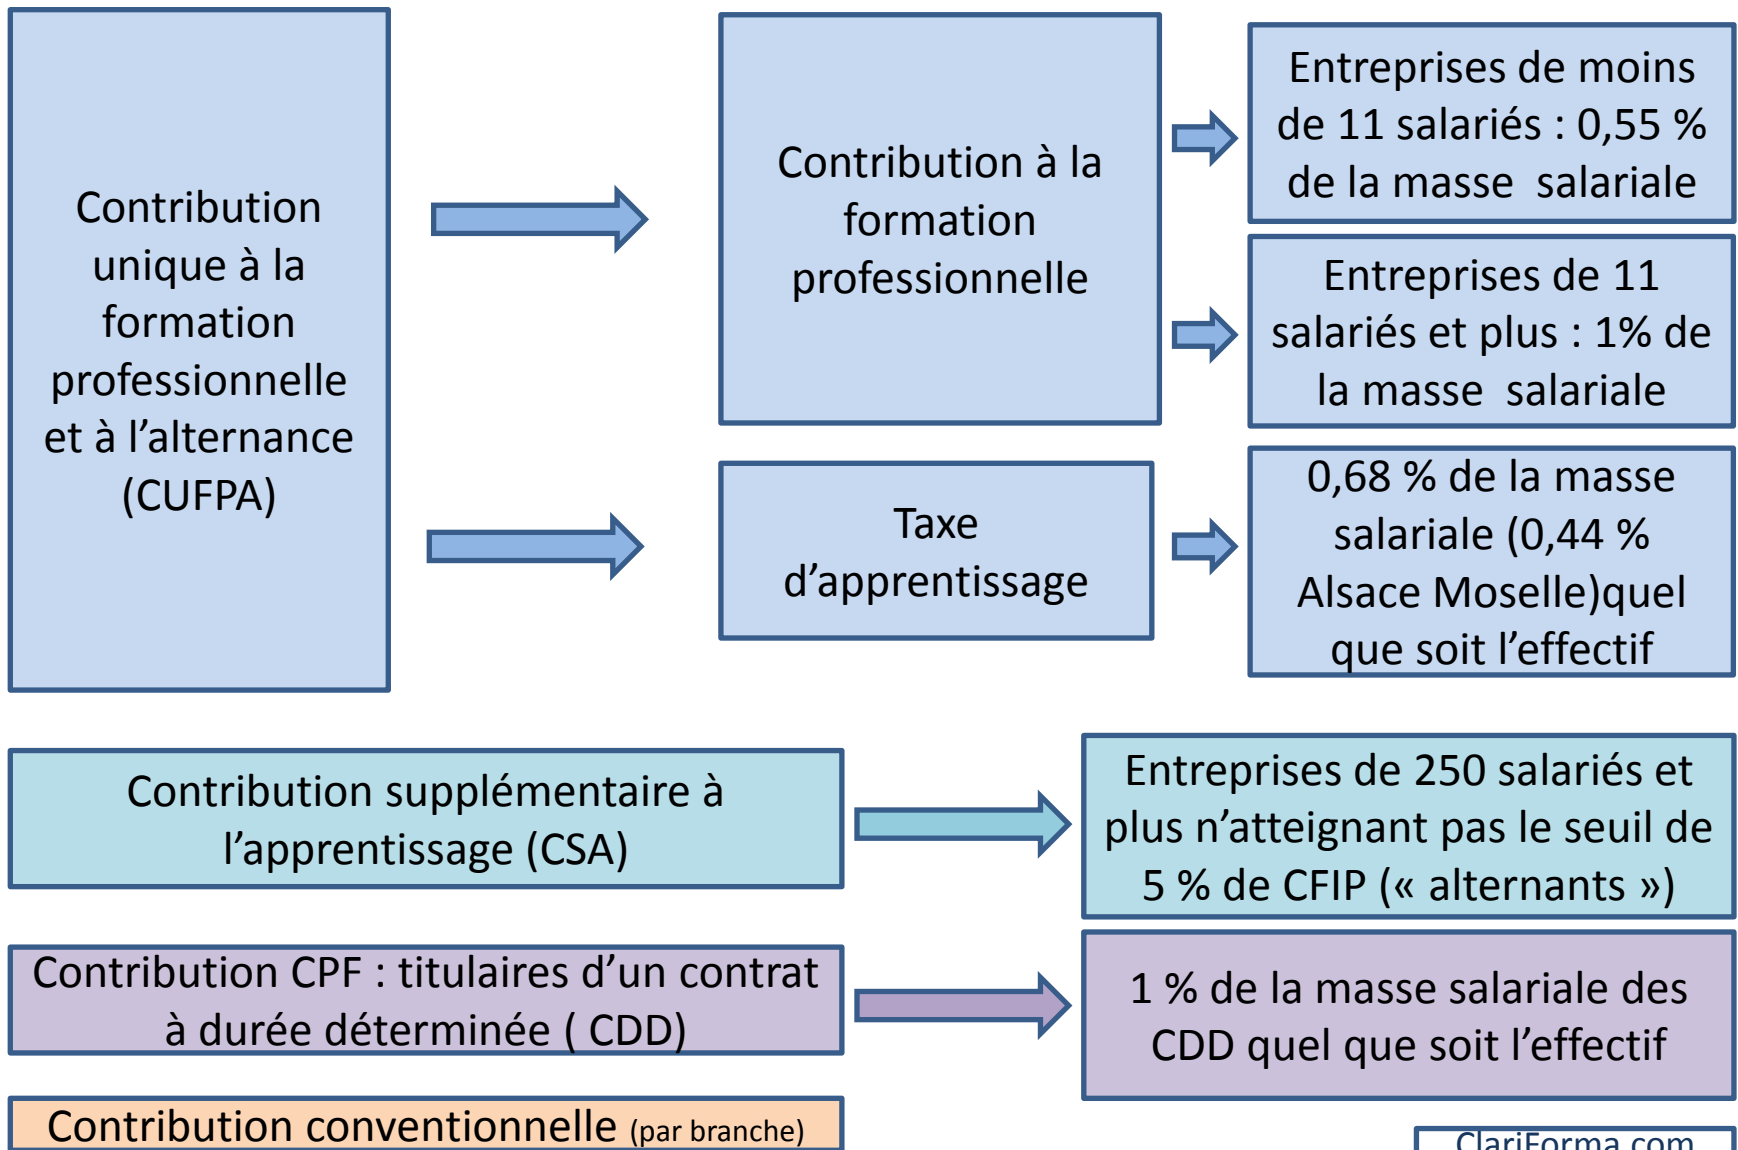 Contribution
unique à la
formation
professionnelle
et à l’alternance
(CUFPA)
Contribution à la
formation
professionnelle
Entreprises de moins
de 11 salariés : 0,55 %
de la masse  salariale
Entreprises de 11
salariés et plus : 1% de
la masse  salariale
Taxe
d’apprentissage
0,68 % de la masse
salariale (0,44 %
Alsace Moselle)quel
que soit l’effectif
Contribution supplémentaire à
l’apprentissage (CSA)
Entreprises de 250 salariés et
plus n’atteignant pas le seuil de
5 % de CFIP (« alternants »)
Contribution CPF : titulaires d’un contrat
à durée déterminée ( CDD)
1 % de la masse salariale des
CDD quel que soit l’effectif
Contribution conventionnelle (par branche)
ClariForma.com